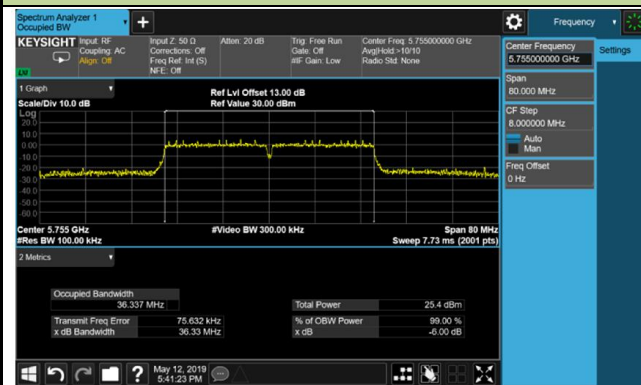 Spectrum Analyzer 1
Occupied BW
+
Frequency
KEYSIGHT
Input: RF
Coupling: AC
Align: Off
Input Z: 50 Ω
Corrections: Off
Freq Ref: Int (S)
NFE: Off
Atten: 20 dB
Trig: Free Run
Gate: Off
#IF Gain: Low
Center Freq: 5.755000000 GHz
Avg|Hold:>10/10
Radio Std: None
Center Frequency
5.755000000 GHz
Settings
Span
80.000 MHz
CF Step
8.000000 MHz
Auto
Man
Freq Offset
0 Hz
1 Graph
Scale/Div 10.0 dB
Ref Lvl Offset 13.00 dB
Ref Value 30.00 dBm
Log
20.0
10.0
0.00
-10.0
-20.0
-30.0
-40.0
-50.0
-60.0
Center 5.755 GHz
#Res BW 100.00 kHz
#Video BW 300.00 kHz
Span 80 MHz
Sweep 7.73 ms (2001 pts)
2 Metrics
Occupied Bandwidth
36.337 MHz
Transmit Freq Error 75.632 kHz
x dB Bandwidth 36.33 MHz
Total Power 25.4 dBm
% of OBW Power 99.00 %
x dB -6.00 dB
?
May 12, 2019
5:41:23 PM